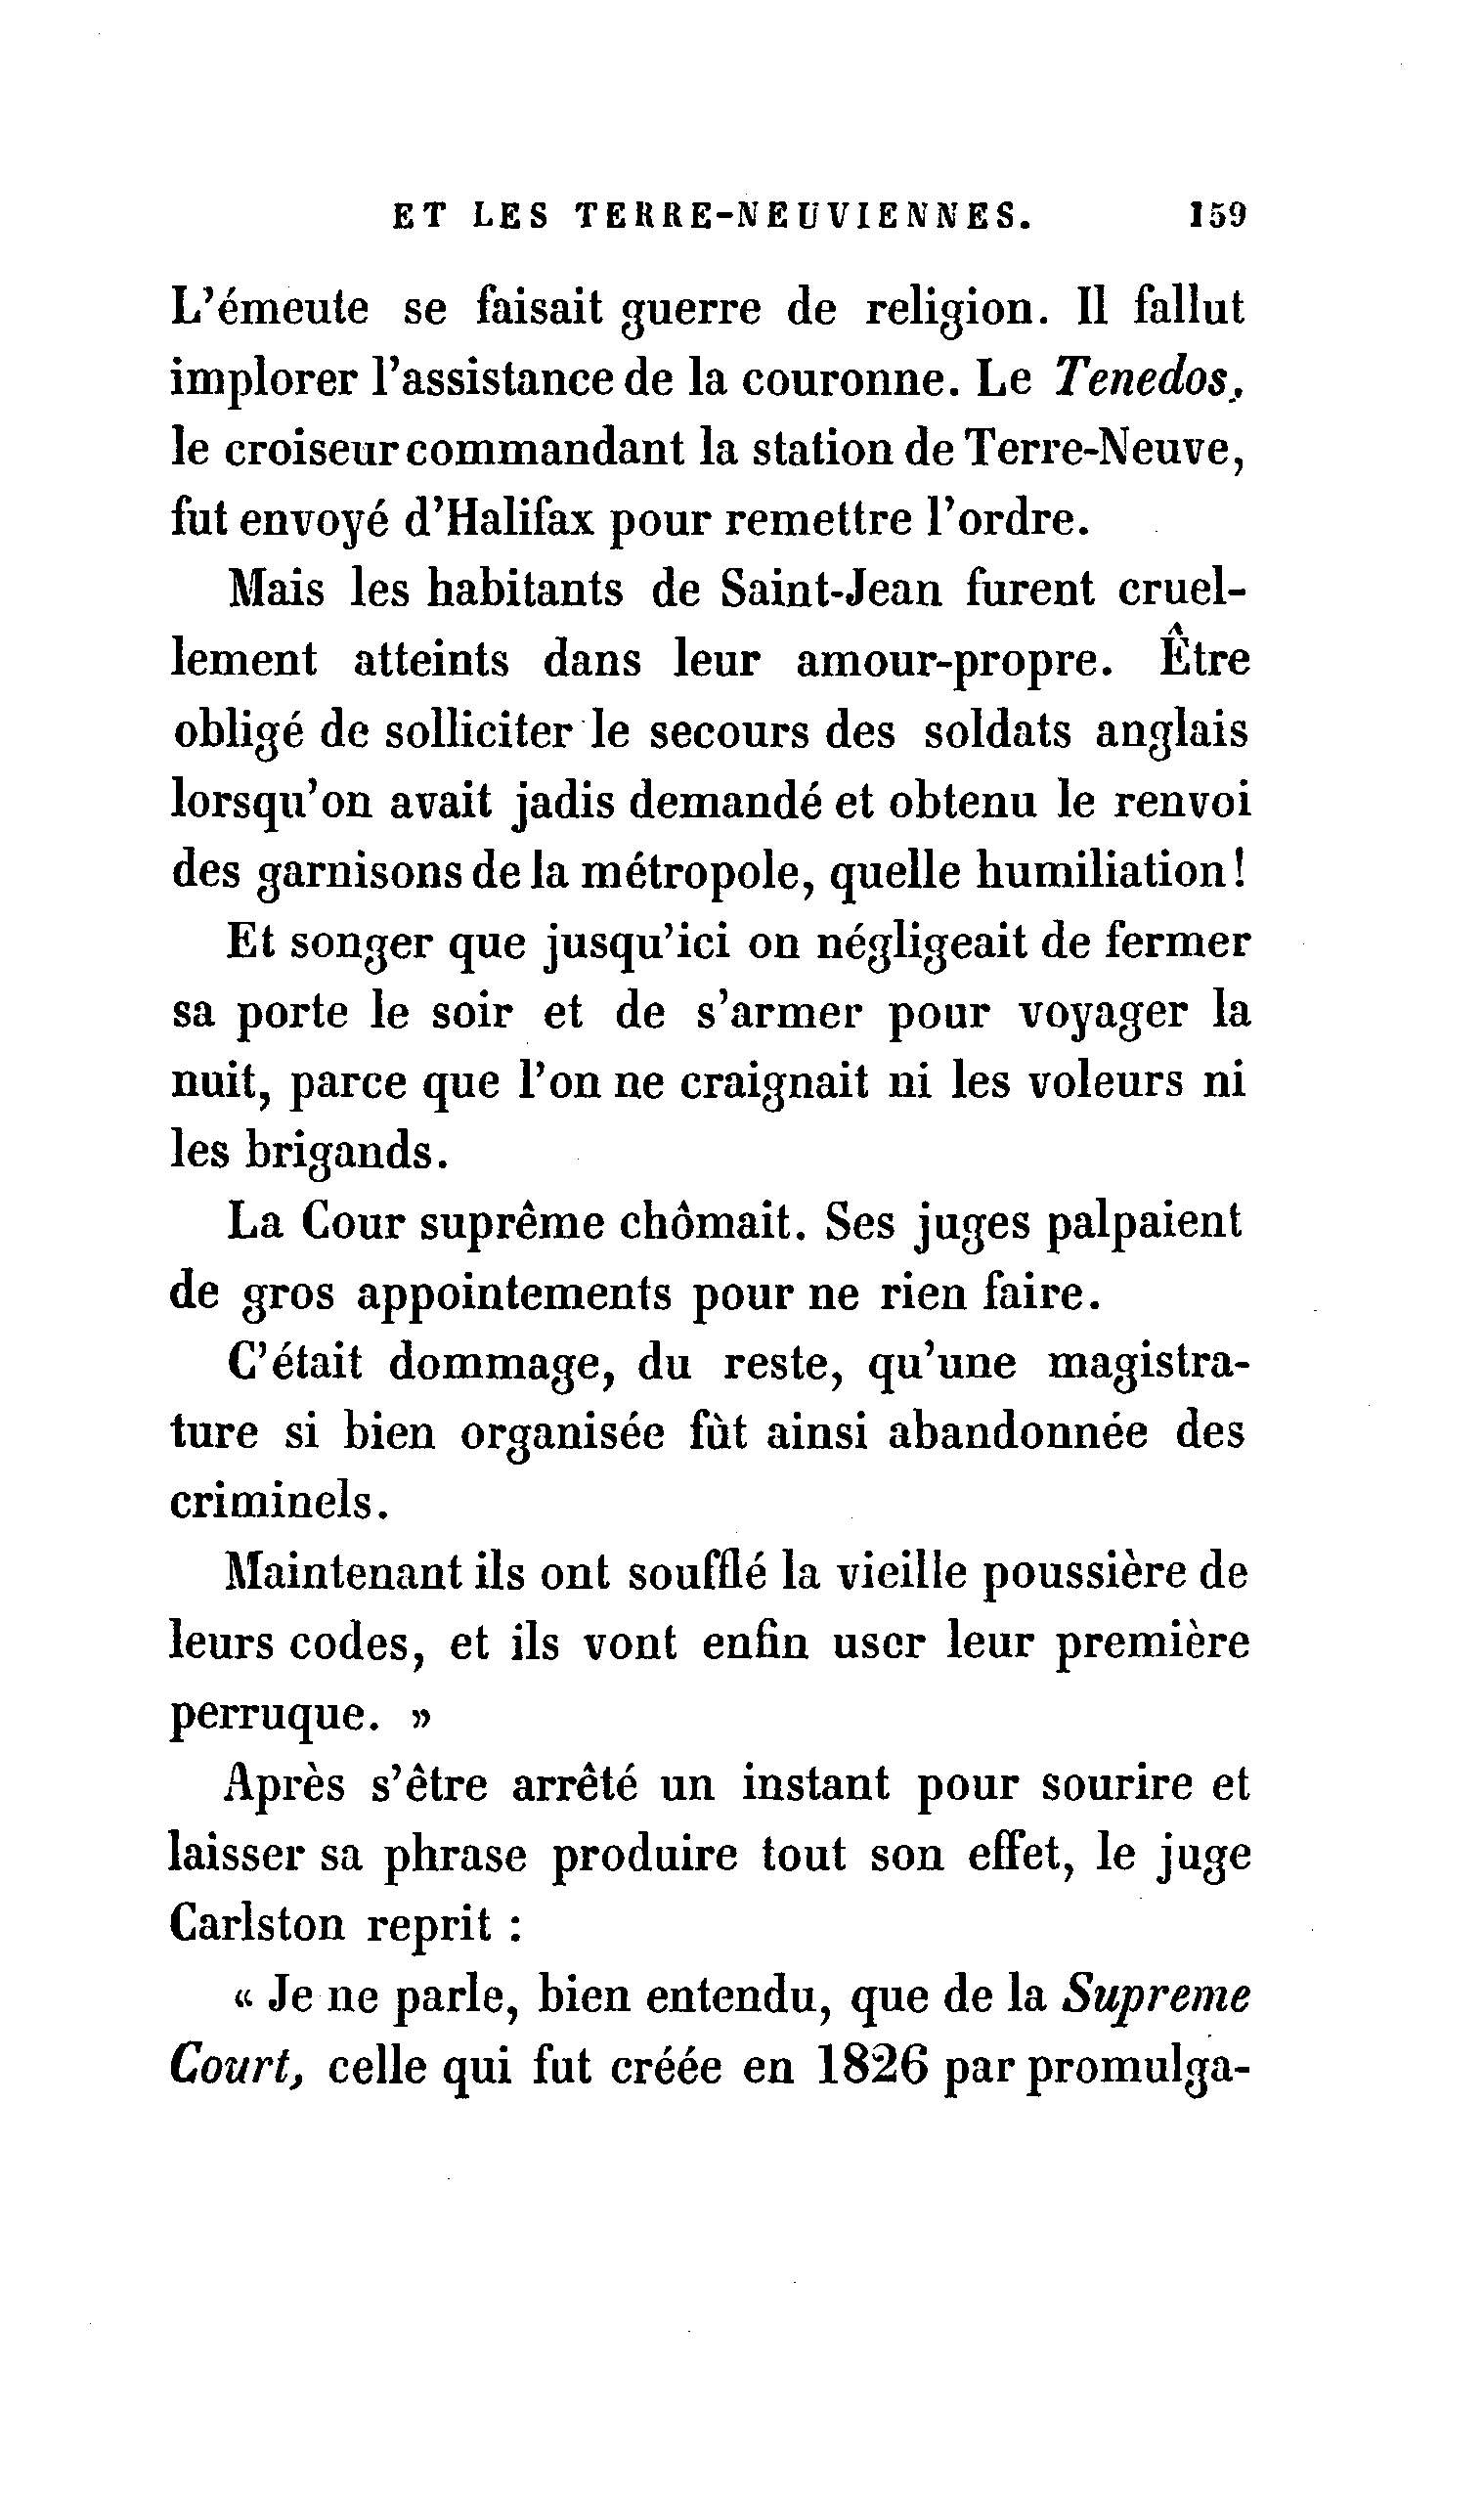 ET LES TERRE-NEUVIENNES. 159
L'émeute se faisait guerre de religion. Il fallut
implorer l'assistance de la couronne. Le Tenedos,
le croiseur commandant la station de Terre-Neuve,
fut envoyé d'Halifax pour remettre l'ordre.
Mais les habitants de Saint-Jean furent cruel-
lement atteints dans leur amour-propre. Être
obligé de solliciter le secours des soldats anglais
lorsqu'on avait jadis demandé et obtenu le renvoi
des garnisons de la métropole, quelle humiliation!
Et songer que jusqu'ici on négligeait de fermer
sa porte le soir et de s'armer pour voyager la
nuit, parce que l'on ne craignait ni les voleurs ni
les brigands.
La Cour suprême chômait. Ses juges palpaient
de gros appointements pour ne rien faire.
C'était dommage, du reste, qu'une magistra-
ture si bien organisée fût ainsi abandonnée des
criminels.
Maintenant ils ont soufflé la vieille poussière de
leurs codes, et ils vont enfin user leur première
perruque. »
Après s'être arrêté un instant pour sourire et
laisser sa phrase produire tout son effet, le juge
Carlston reprit :
« Je ne parle, bien entendu, que de la Supreme
Court, celle qui fut créée en 1826 par promulga-